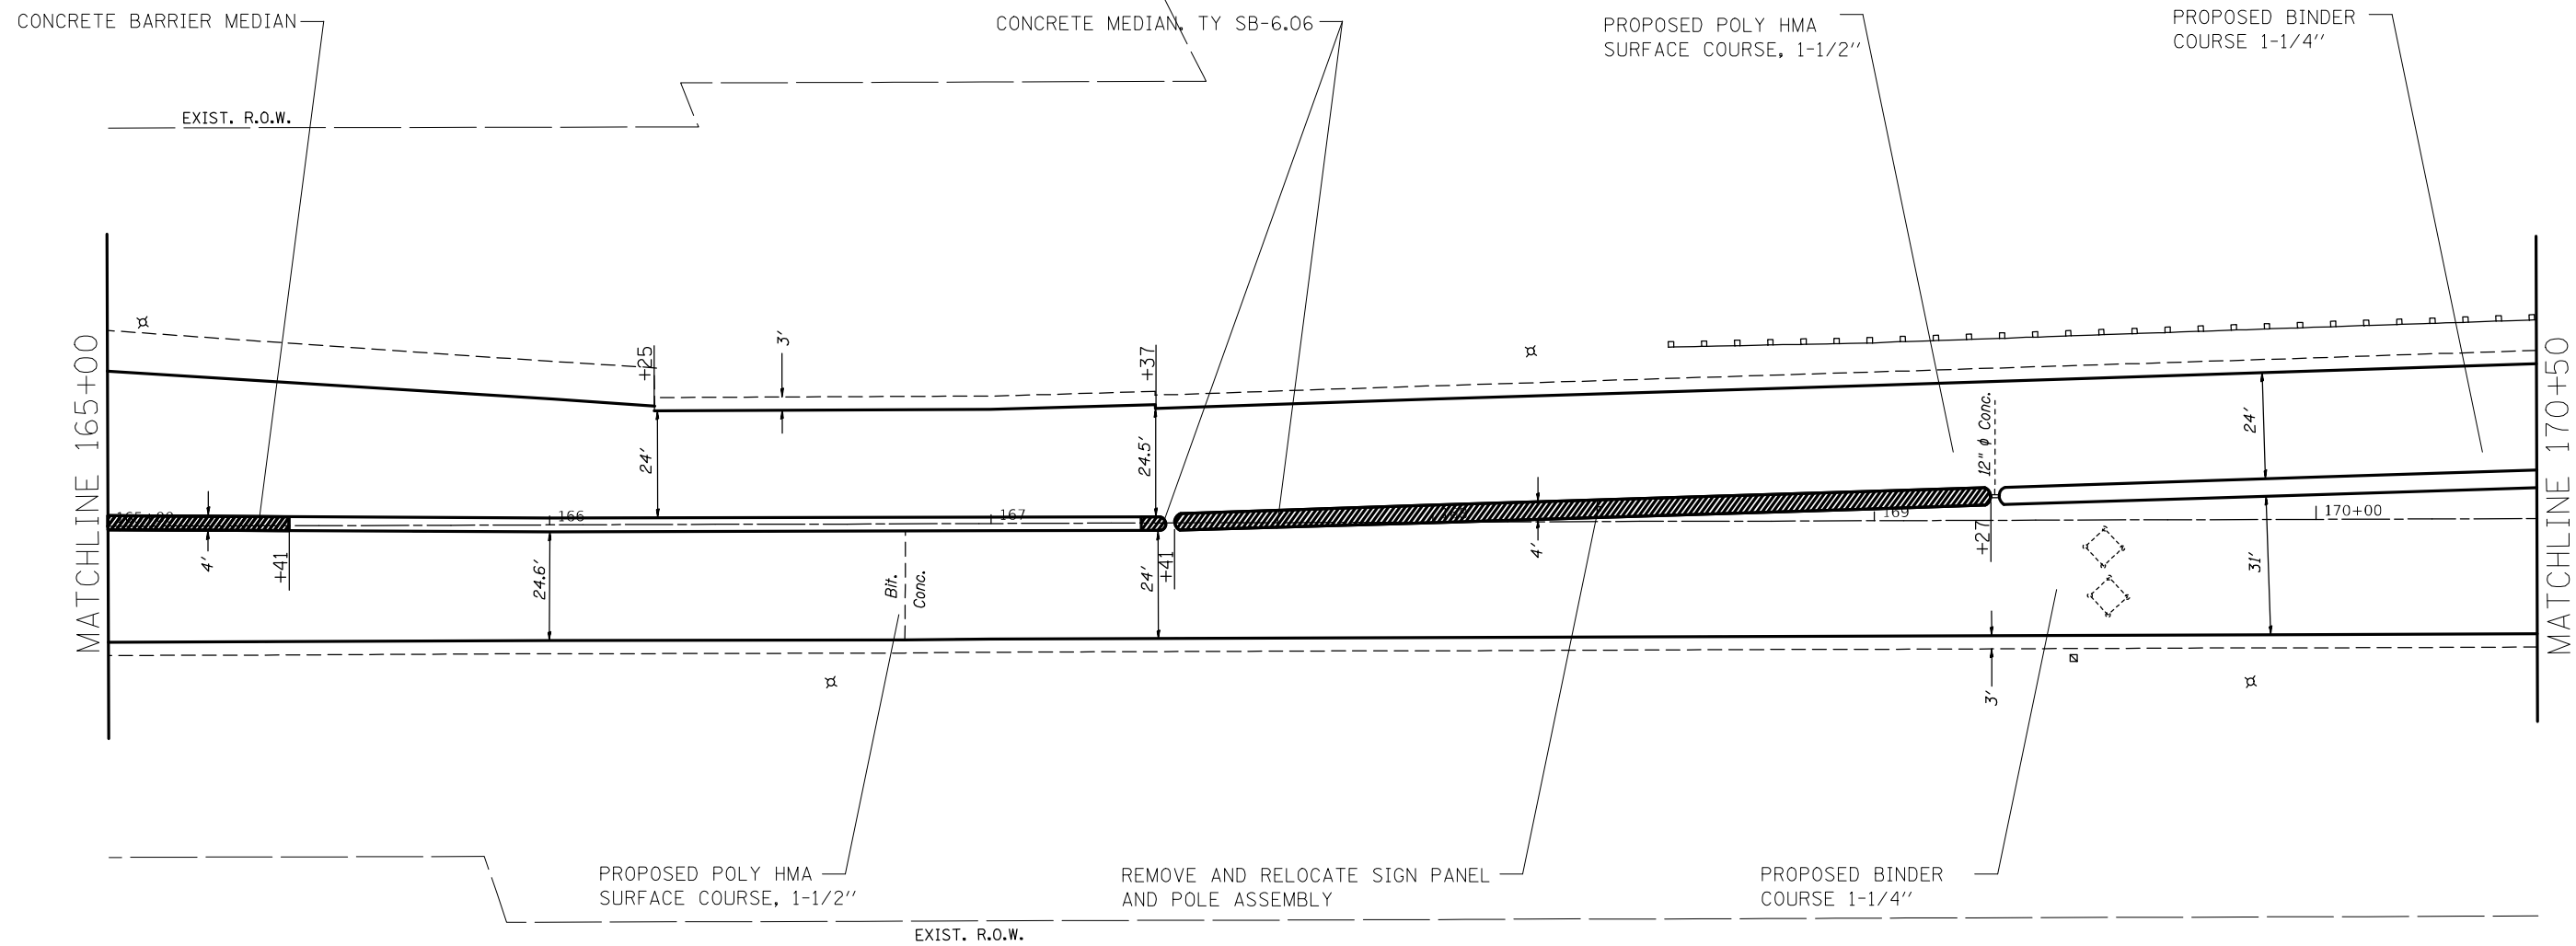 CONCRETE BARRIER MEDIAN
CONCRETE MEDIAN, TY SB-6.06
PROPOSED POLY HMA
SURFACE COURSE, 1-1/2"
PROPOSED BINDER
COURSE 1-1/4"
EXIST. R.O.W.
MATCHLINE 165+00
+25
3'
+37
24'
24.5'
12" ϕ Conc.
24'
MATCHLINE 170+50
165+00
166
167
169
170+00
4'
+41
24.6'
Bit.
Conc.
24'
+41
4'
+27
31'
3'
PROPOSED POLY HMA
SURFACE COURSE, 1-1/2"
REMOVE AND RELOCATE SIGN PANEL
AND POLE ASSEMBLY
PROPOSED BINDER
COURSE 1-1/4"
EXIST. R.O.W.